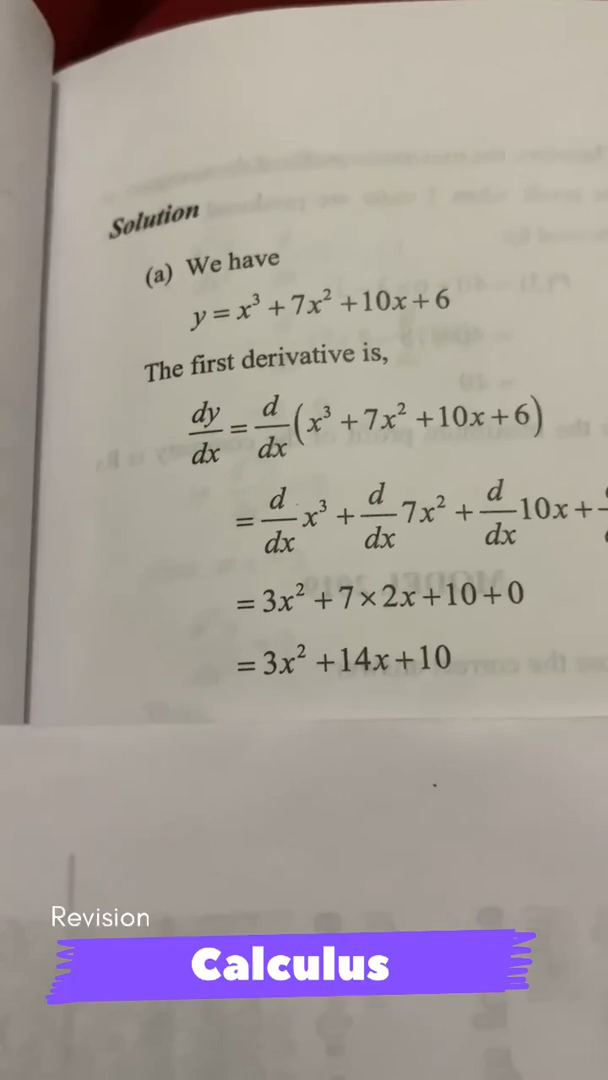 Solution
(a) We have
y = x³ + 7x² + 10x + 6
The first derivative is,
dy/dx = d/dx (x³ + 7x² + 10x + 6)
= d/dx x³ + d/dx 7x² + d/dx 10x +
= 3x² + 7 × 2x + 10 + 0
= 3x² + 14x + 10
Revision
Calculus